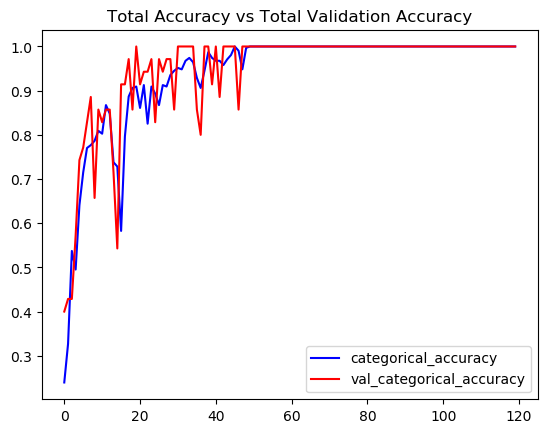 Total Accuracy vs Total Validation Accuracy
1.0
0.9
0.8
0.7
0.6
0.5
0.4
0.3
categorical_accuracy
val_categorical_accuracy
0 20 40 60 80 100 120